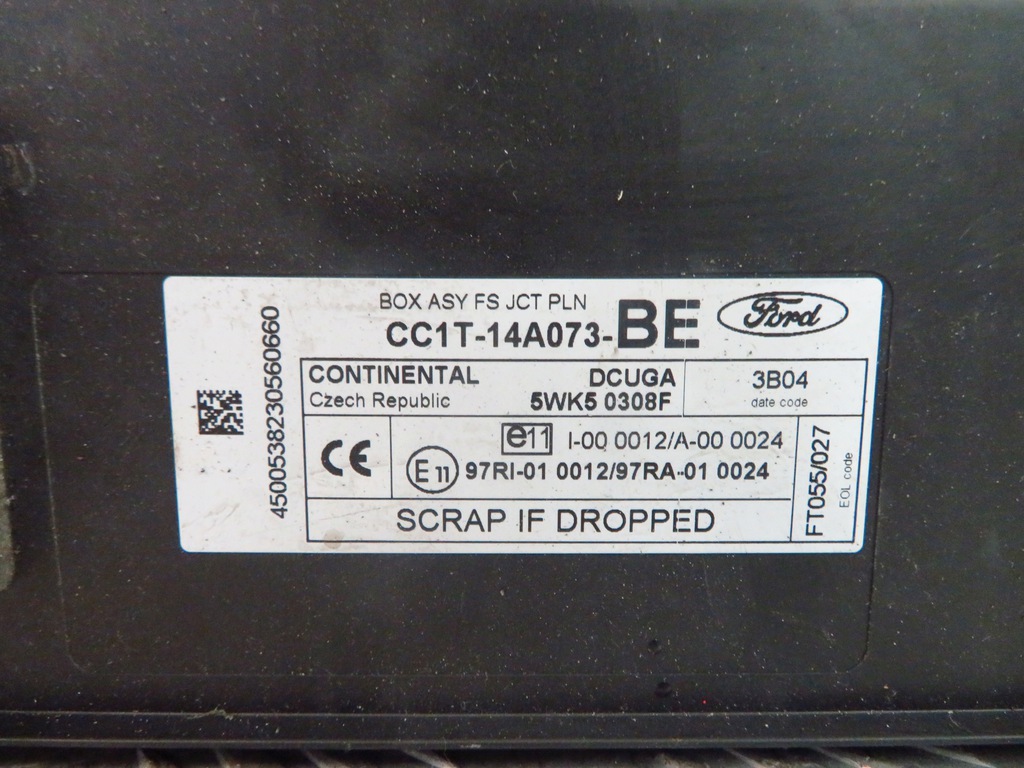 BOX ASY FS JCT PLN
CC1T-14A073-BE
Ford
4500538230560660
CONTINENTAL DCUGA
Czech Republic 5WK5 0308F
3B04
date code
CE
e11 I-00 0012/A-00 0024
E11 97RI-01 0012/97RA-01 0024
SCRAP IF DROPPED
FT055/027
EOL code